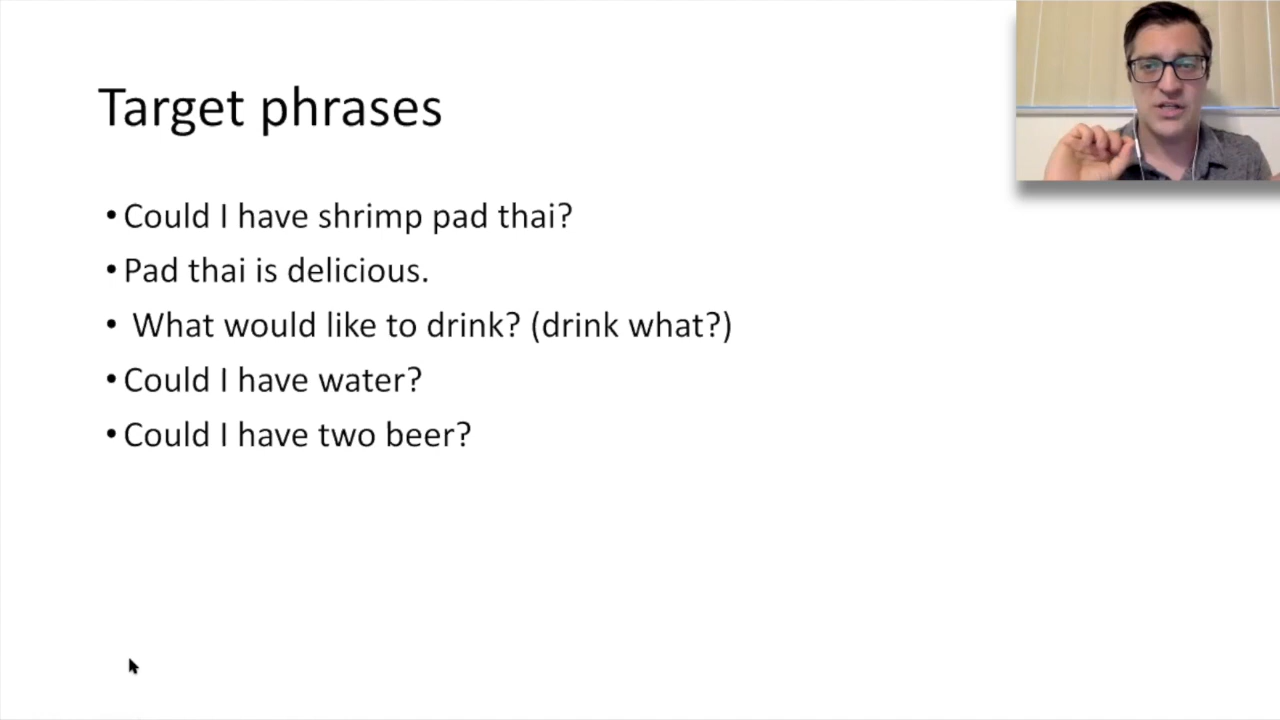 Target phrases
• Could I have shrimp pad thai?
• Pad thai is delicious.
• What would like to drink? (drink what?)
• Could I have water?
• Could I have two beer?